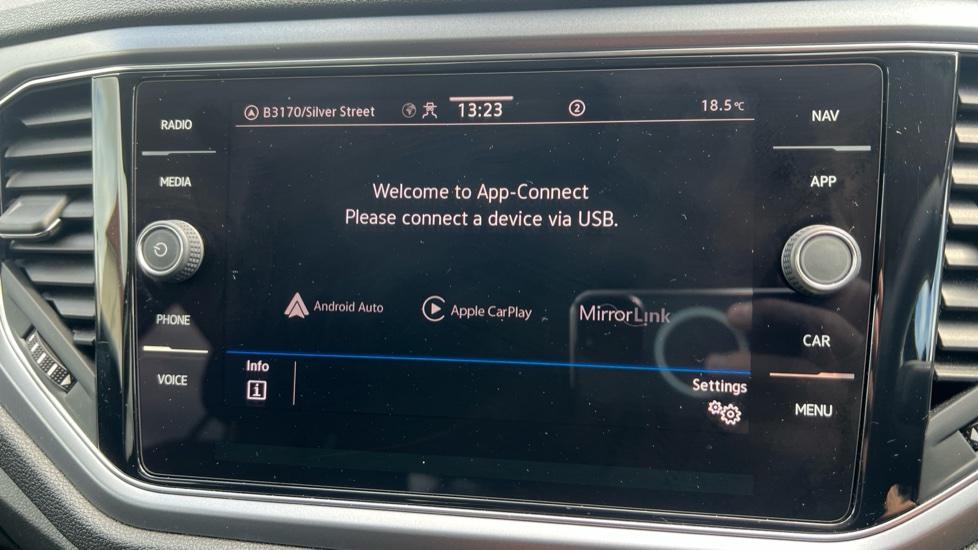 B3170/Silver Street 13:23 2 18.5°C
RADIO
MEDIA
PHONE
VOICE
Welcome to App-Connect
Please connect a device via USB.
Android Auto Apple CarPlay MirrorLink
Info
i
Settings
NAV
APP
CAR
MENU